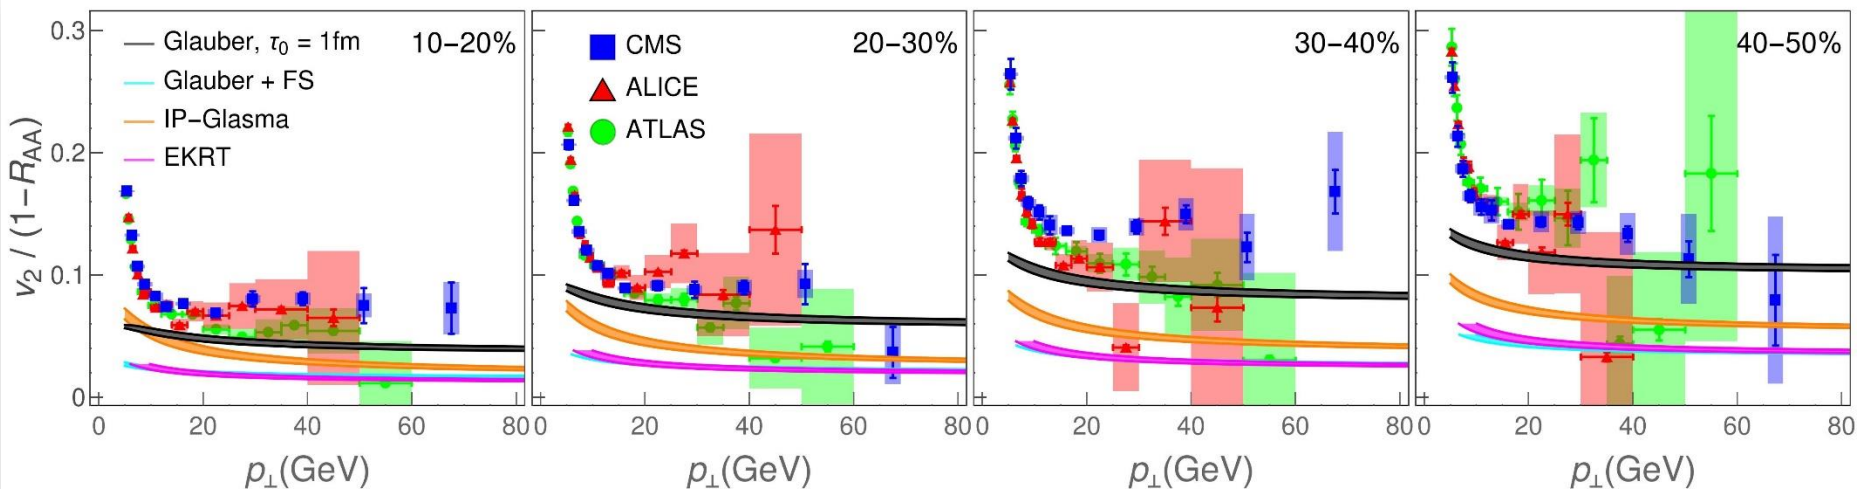 v₂ / (1−R_AA)
0.3
0.2
0.1
0
Glauber, τ₀ = 1fm
Glauber + FS
IP−Glasma
EKRT
10−20%
CMS
ALICE
ATLAS
20−30%
30−40%
40−50%
0 20 40 60 80
0 20 40 60 80
0 20 40 60 80
0 20 40 60 80
p⊥(GeV)
p⊥(GeV)
p⊥(GeV)
p⊥(GeV)